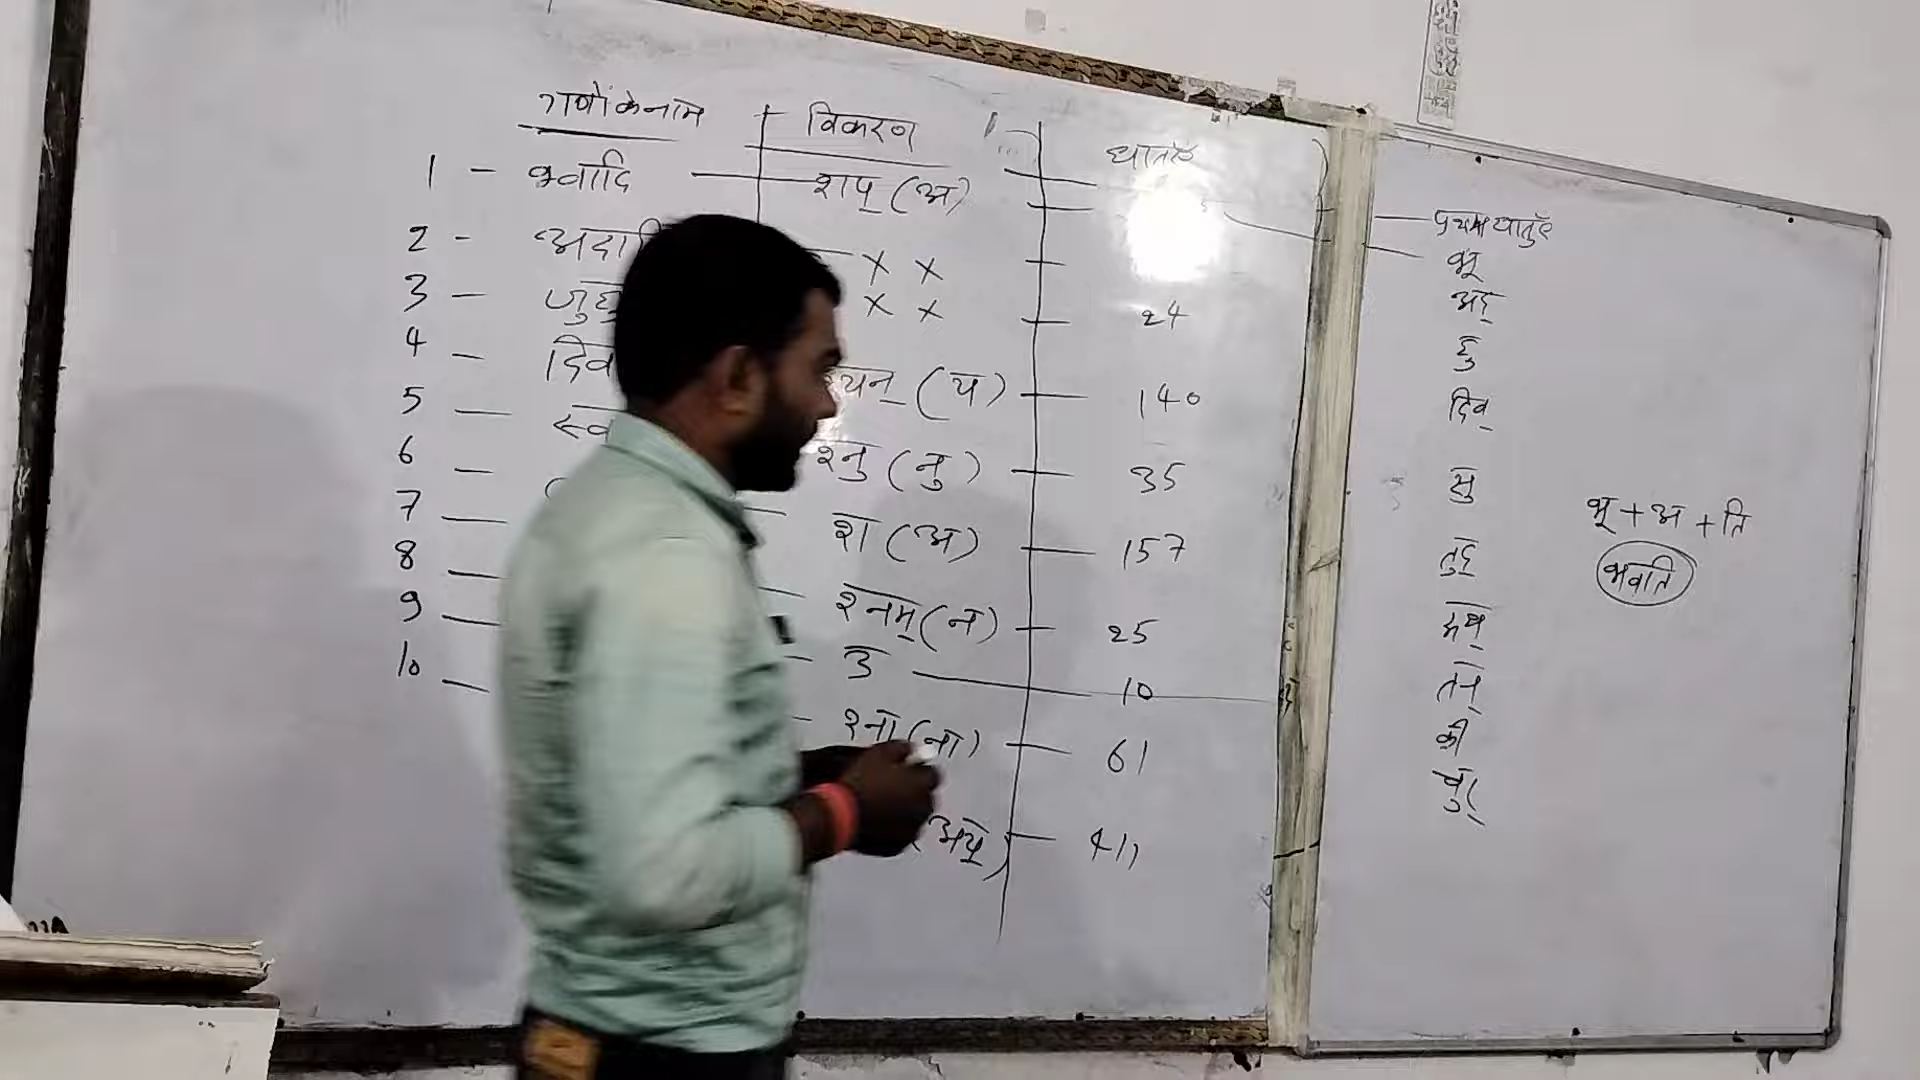 गणों के नाम विकरण धातुएँ
1 - भ्वादि — शप् (अ)
2 - अदादि — × ×
3 - जुहु × × — 24
4 - दिव श्यन् (य) — 140
5 — स्व श्नु (नु) — 35
6 — श (अ) — 157
7 — श्नम् (न) — 25
8 — उ — 10
9 — श्ना (ना) — 61
10 — (अय्) — 411
प्रथम धातुएँ
भू
अद्
हु
दिव्
सु
तुद्
तन्
क्री
चुर्
भू + अ + ति
भवति